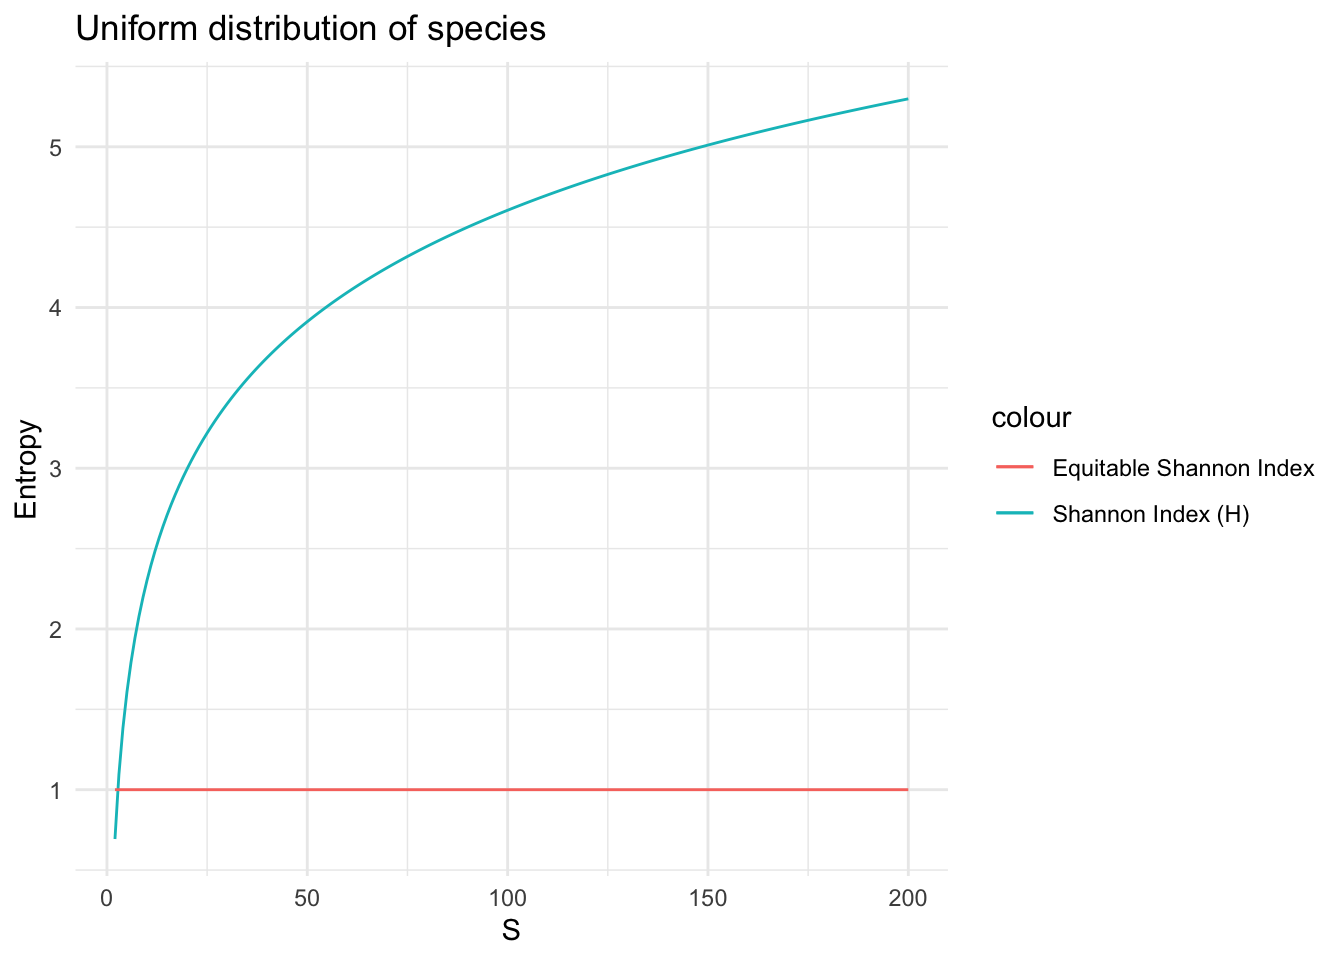 Uniform distribution of species
5
4
3
2
1
Entropy
0 50 100 150 200
S
colour
Equitable Shannon Index
Shannon Index (H)